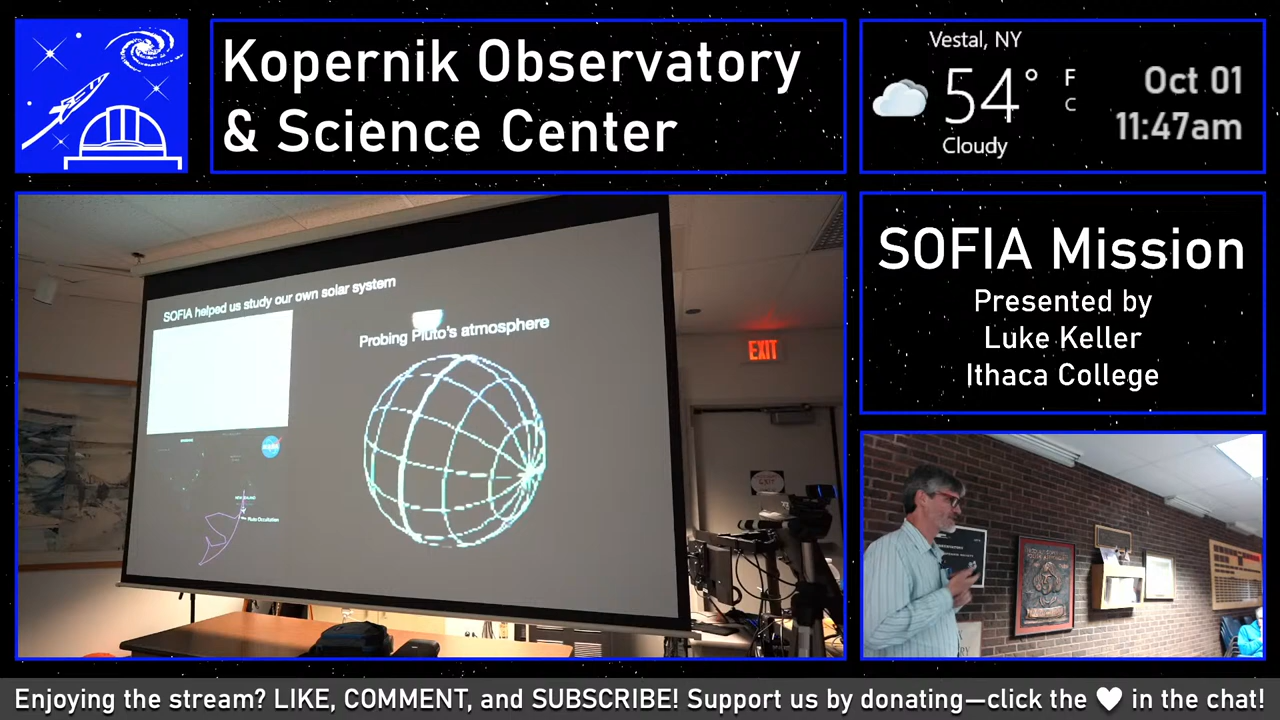 Kopernik Observatory
& Science Center
Vestal, NY
54° F
C
Cloudy
Oct 01
11:47am
SOFIA helped us study our own solar system
Probing Pluto's atmosphere
Pluto Occultation
EXIT
SOFIA Mission
Presented by
Luke Keller
Ithaca College
Enjoying the stream? LIKE, COMMENT, and SUBSCRIBE! Support us by donating—click the ♥ in the chat!